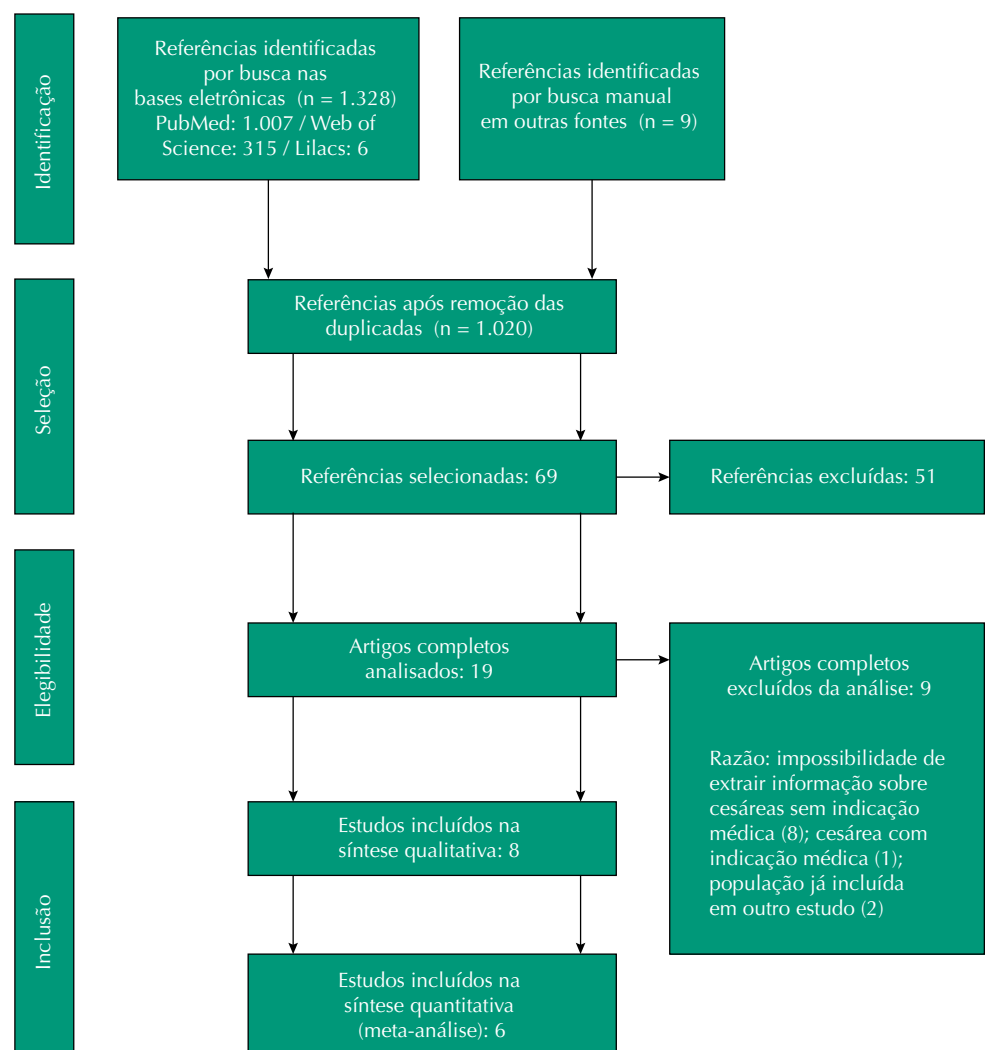 Identificação
Referências identificadas
por busca nas
bases eletrônicas (n = 1.328)
PubMed: 1.007 / Web of
Science: 315 / Lilacs: 6
Referências identificadas
por busca manual
em outras fontes (n = 9)
Seleção
Referências após remoção das
duplicadas (n = 1.020)
Referências selecionadas: 69
Referências excluídas: 51
Elegibilidade
Artigos completos
analisados: 19
Artigos completos
excluídos da análise: 9
Razão: impossibilidade de
extrair informação sobre
cesáreas sem indicação
médica (8); cesárea com
indicação médica (1);
população já incluída
em outro estudo (2)
Inclusão
Estudos incluídos na
síntese qualitativa: 8
Estudos incluídos na
síntese quantitativa
(meta-análise): 6